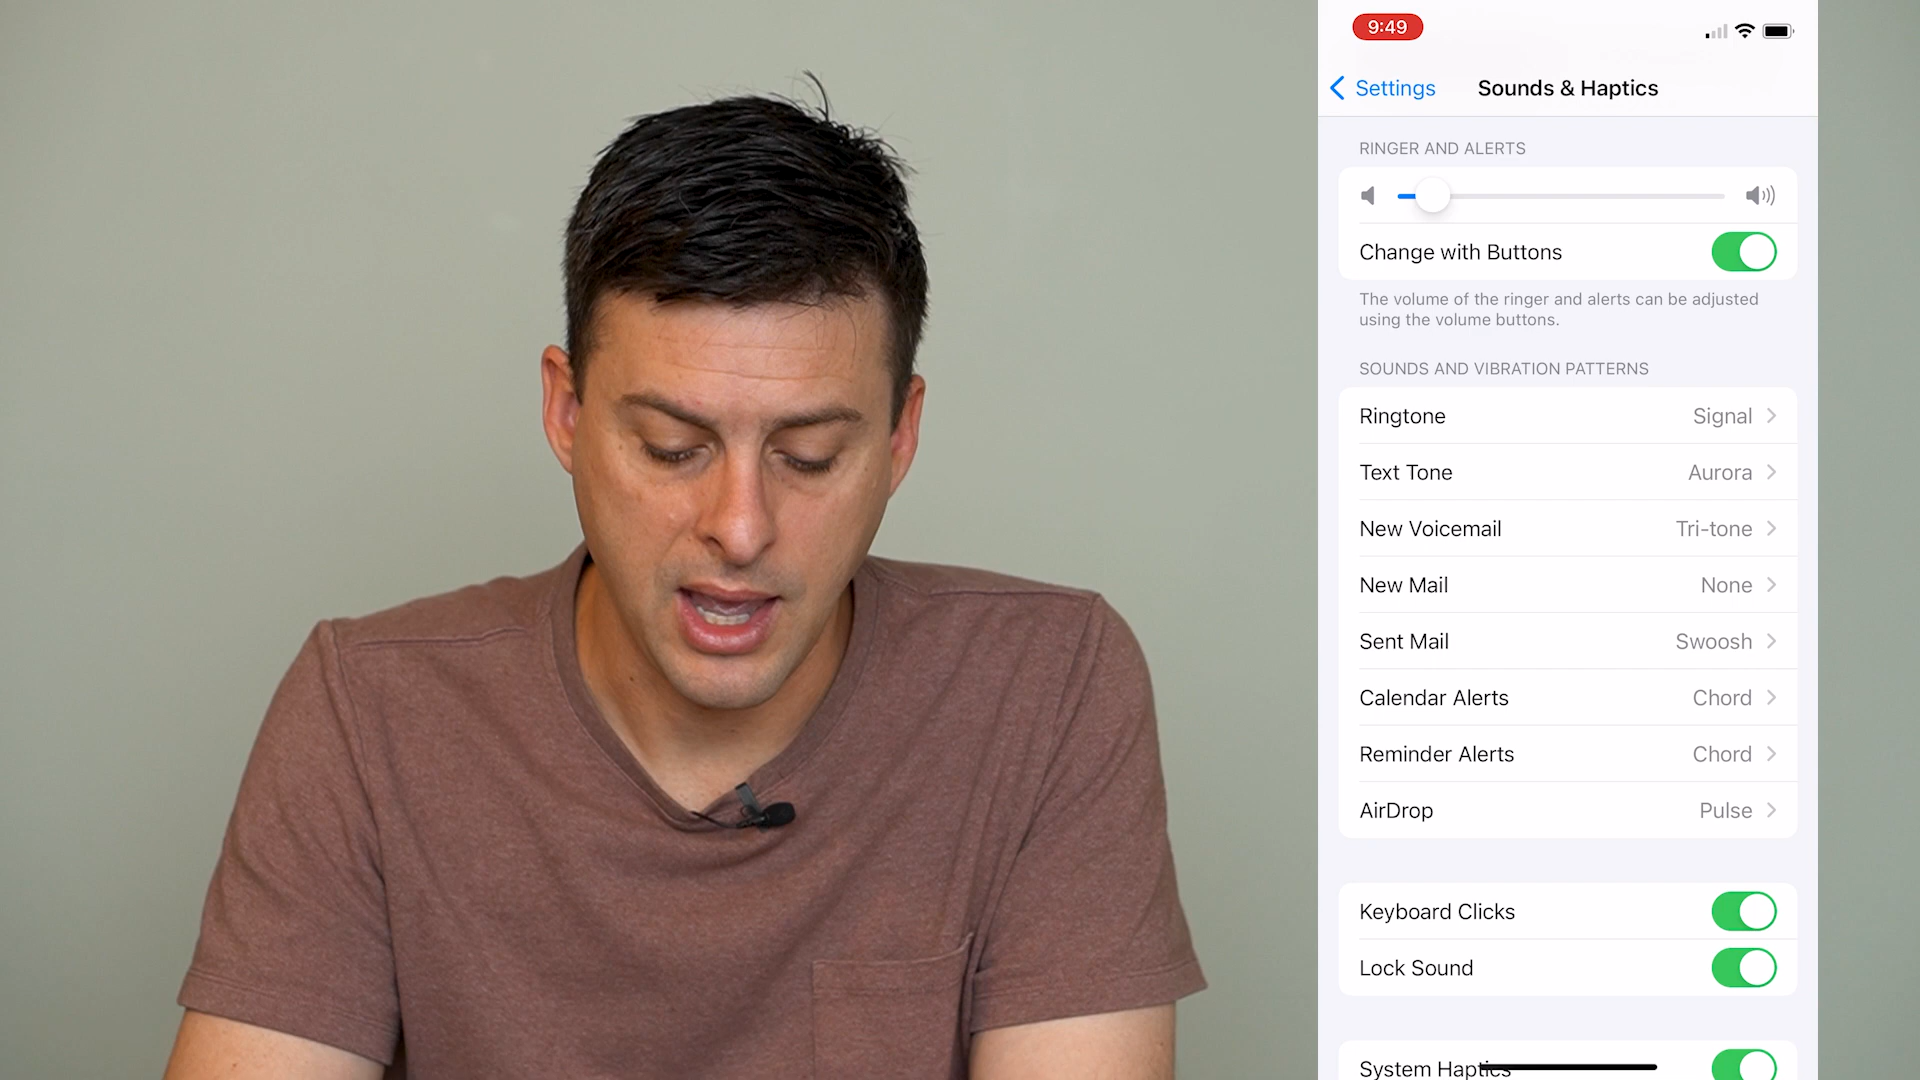 9:49
Settings Sounds & Haptics
RINGER AND ALERTS
Change with Buttons
The volume of the ringer and alerts can be adjusted
using the volume buttons.
SOUNDS AND VIBRATION PATTERNS
Ringtone Signal
Text Tone Aurora
New Voicemail Tri-tone
New Mail None
Sent Mail Swoosh
Calendar Alerts Chord
Reminder Alerts Chord
AirDrop Pulse
Keyboard Clicks
Lock Sound
System Haptics